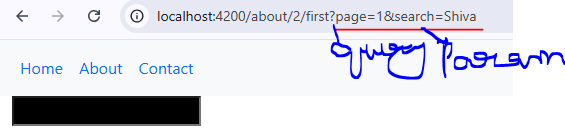 localhost:4200/about/2/first?page=1&search=Shiva
query Param
Home About Contact